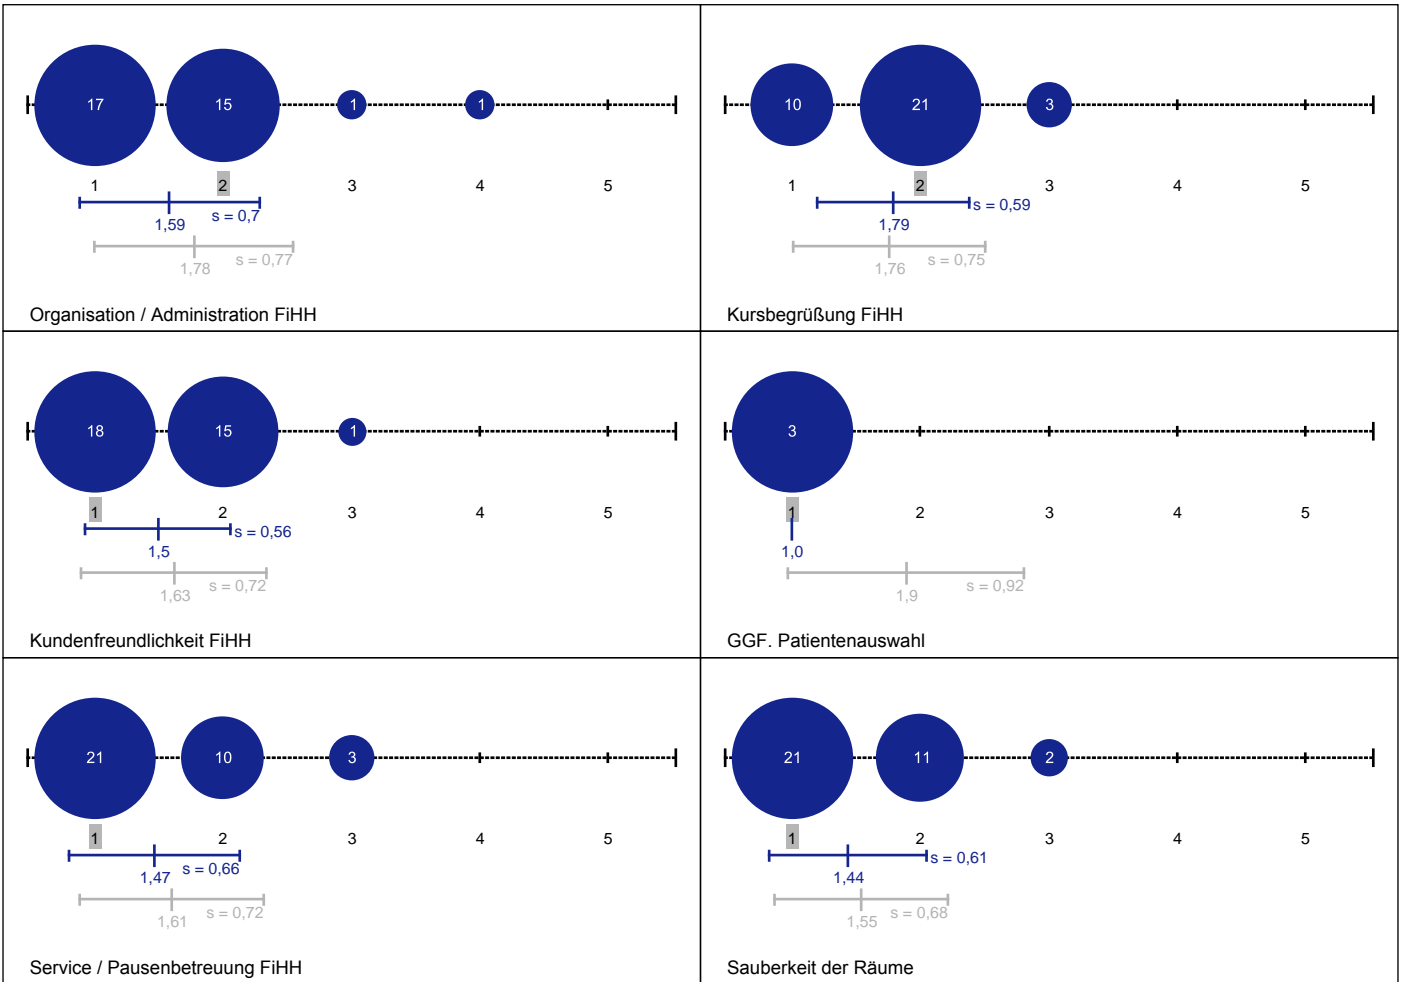 17 15 1 1
1 2 3 4 5
s = 0,7
1,59
s = 0,77
1,78
Organisation / Administration FiHH
10 21 3
1 2 3 4 5
s = 0,59
1,79
s = 0,75
1,76
Kursbegrüßung FiHH
18 15 1
1 2 3 4 5
s = 0,56
1,5
s = 0,72
1,63
Kundenfreundlichkeit FiHH
3
1 2 3 4 5
1,0
s = 0,92
1,9
GGF. Patientenauswahl
21 10 3
1 2 3 4 5
s = 0,66
1,47
s = 0,72
1,61
Service / Pausenbetreuung FiHH
21 11 2
1 2 3 4 5
s = 0,61
1,44
s = 0,68
1,55
Sauberkeit der Räume